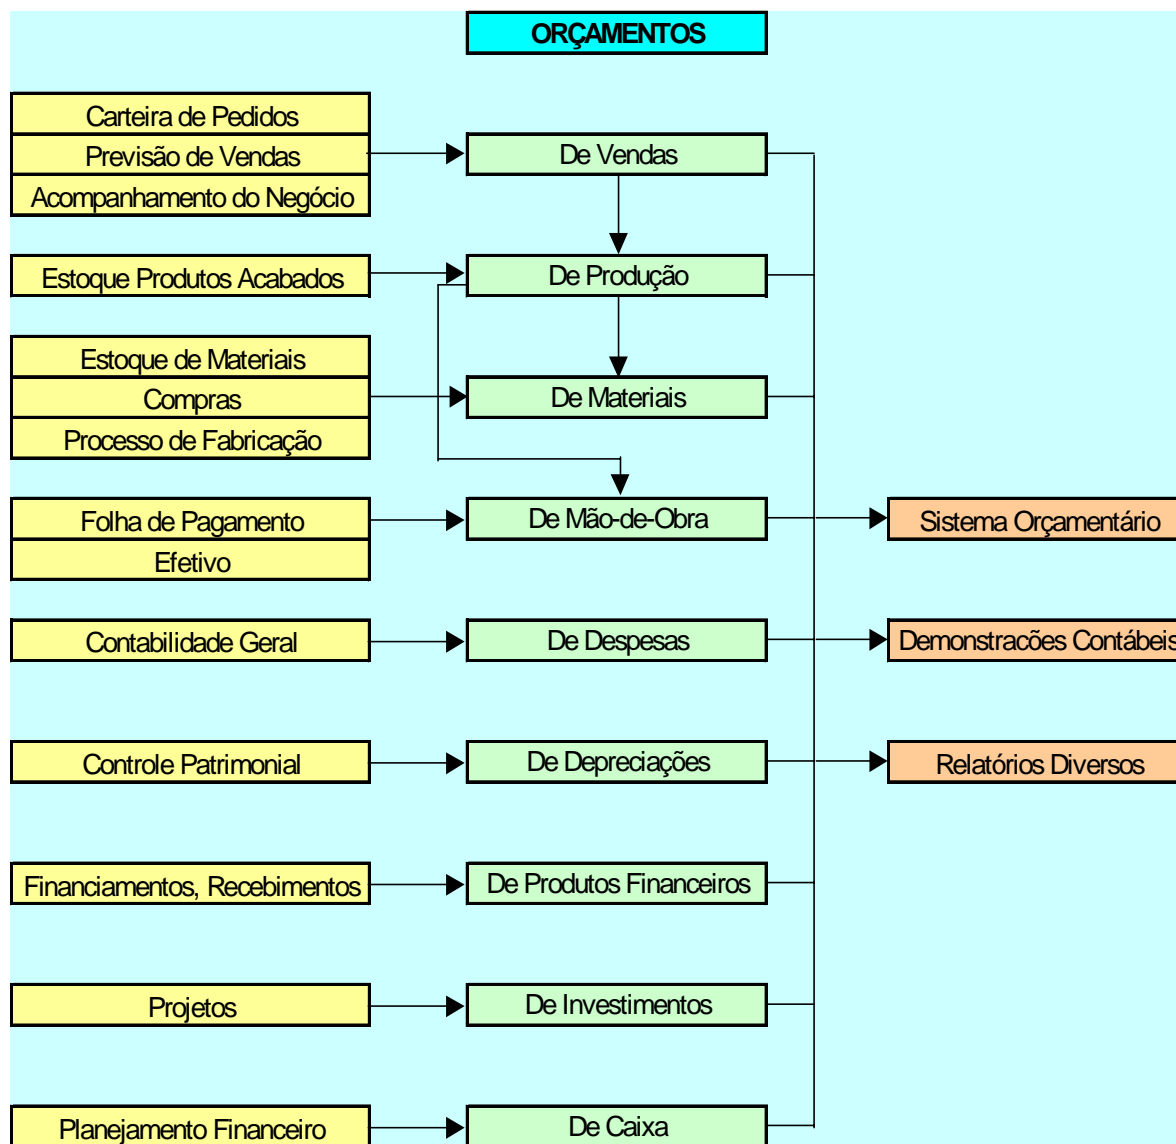 ORÇAMENTOS
Carteira de Pedidos
Previsão de Vendas
De Vendas
Acompanhamento do Negócio
Estoque Produtos Acabados
De Produção
Estoque de Materiais
Compras
De Materiais
Processo de Fabricação
Folha de Pagamento
De Mão-de-Obra
Sistema Orçamentário
Efetivo
Contabilidade Geral
De Despesas
Demonstracões Contábeis
Controle Patrimonial
De Depreciações
Relatórios Diversos
Financiamentos, Recebimentos
De Produtos Financeiros
Projetos
De Investimentos
Planejamento Financeiro
De Caixa